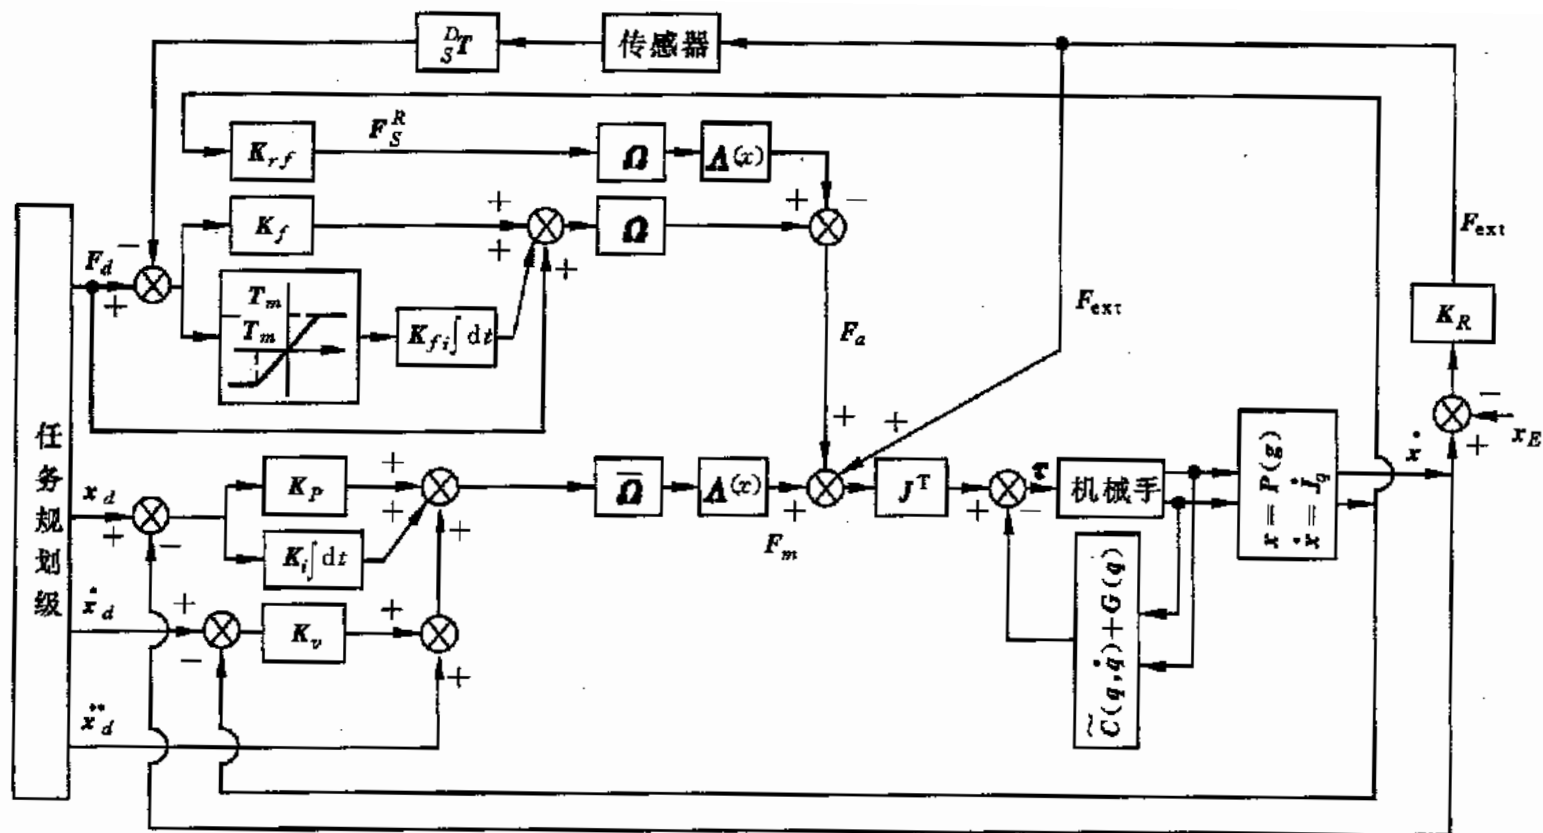 D
S T
传感器
K_rf
F_S^R
Ω
Λ(x)
+
−
K_f
+
+
Ω
−
F_d
+
+
T_m
−
T_m
K_fi∫dt
F_a
F_ext
F_ext
K_R
−
x_E
+
任务规划级
x_d
+
−
K_P
+
+
+
K_i∫dt
Ω̄
Λ(x)
+
+
+
F_m
J^T
+
−
τ
机械手
x=P(g)
ẋ=J̇_g
ẋ
C̃(q,q̇)+G(q)
ẋ_d
+
−
K_v
+
+
ẍ_d